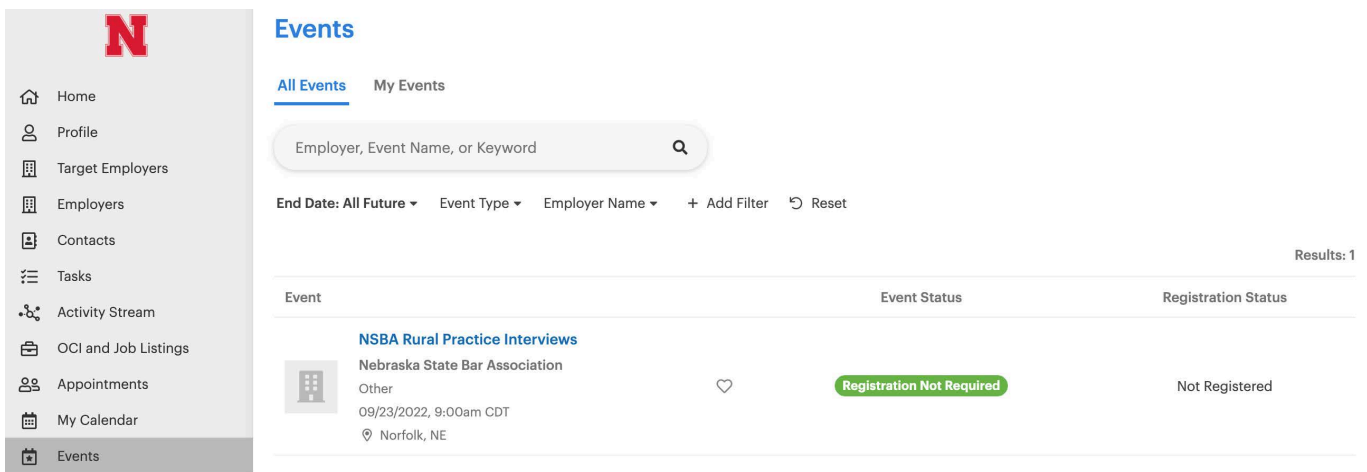 N
Home
Profile
Target Employers
Employers
Contacts
Tasks
Activity Stream
OCI and Job Listings
Appointments
My Calendar
Events
Events
All Events My Events
Employer, Event Name, or Keyword
End Date: All Future Event Type Employer Name + Add Filter Reset
Results: 1
Event Event Status Registration Status
NSBA Rural Practice Interviews
Nebraska State Bar Association
Other
09/23/2022, 9:00am CDT
Norfolk, NE
Registration Not Required
Not Registered